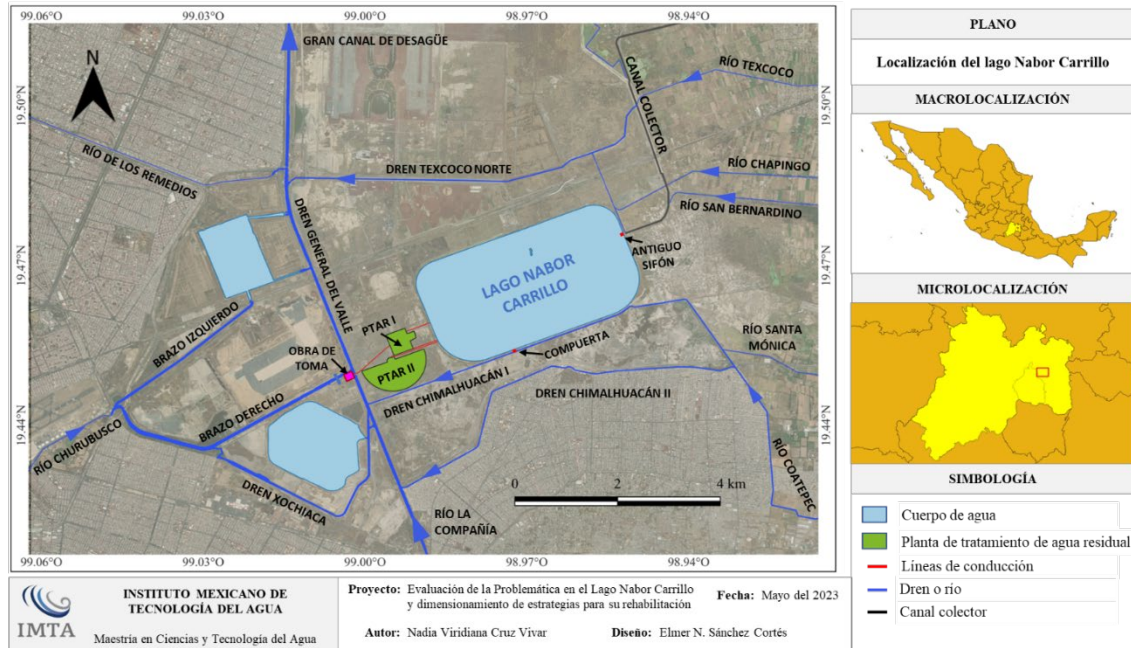 99.06°O 99.03°O 99.00°O 98.97°O 98.94°O
GRAN CANAL DE DESAGÜE
N
RÍO TEXCOCO
CANAL COLECTOR
19.50°N
19.50°N
RÍO DE LOS REMEDIOS
DREN TEXCOCO NORTE
RÍO CHAPINGO
RÍO SAN BERNARDINO
DREN GENERAL DEL VALLE
ANTIGUO
SIFÓN
19.47°N
19.47°N
LAGO NABOR
CARRILLO
BRAZO IZQUIERDO
PTAR I
OBRA DE
TOMA
PTAR II
COMPUERTA
RÍO SANTA
MÓNICA
DREN CHIMALHUACÁN I
DREN CHIMALHUACÁN II
BRAZO DERECHO
19.44°N
19.44°N
RÍO CHURUBUSCO
DREN XOCHIACA
RÍO COATEPEC
0 2 4 km
RÍO LA
COMPAÑÍA
99.06°O 99.03°O 99.00°O 98.97°O 98.94°O
PLANO
Localización del lago Nabor Carrillo
MACROLOCALIZACIÓN
MICROLOCALIZACIÓN
SIMBOLOGÍA
Cuerpo de agua
Planta de tratamiento de agua residual
Líneas de conducción
Dren o río
Canal colector
IMTA
INSTITUTO MEXICANO DE
TECNOLOGÍA DEL AGUA
Maestría en Ciencias y Tecnología del Agua
Proyecto: Evaluación de la Problemática en el Lago Nabor Carrillo
y dimensionamiento de estrategias para su rehabilitación
Fecha: Mayo del 2023
Autor: Nadia Viridiana Cruz Vivar
Diseño: Elmer N. Sánchez Cortés